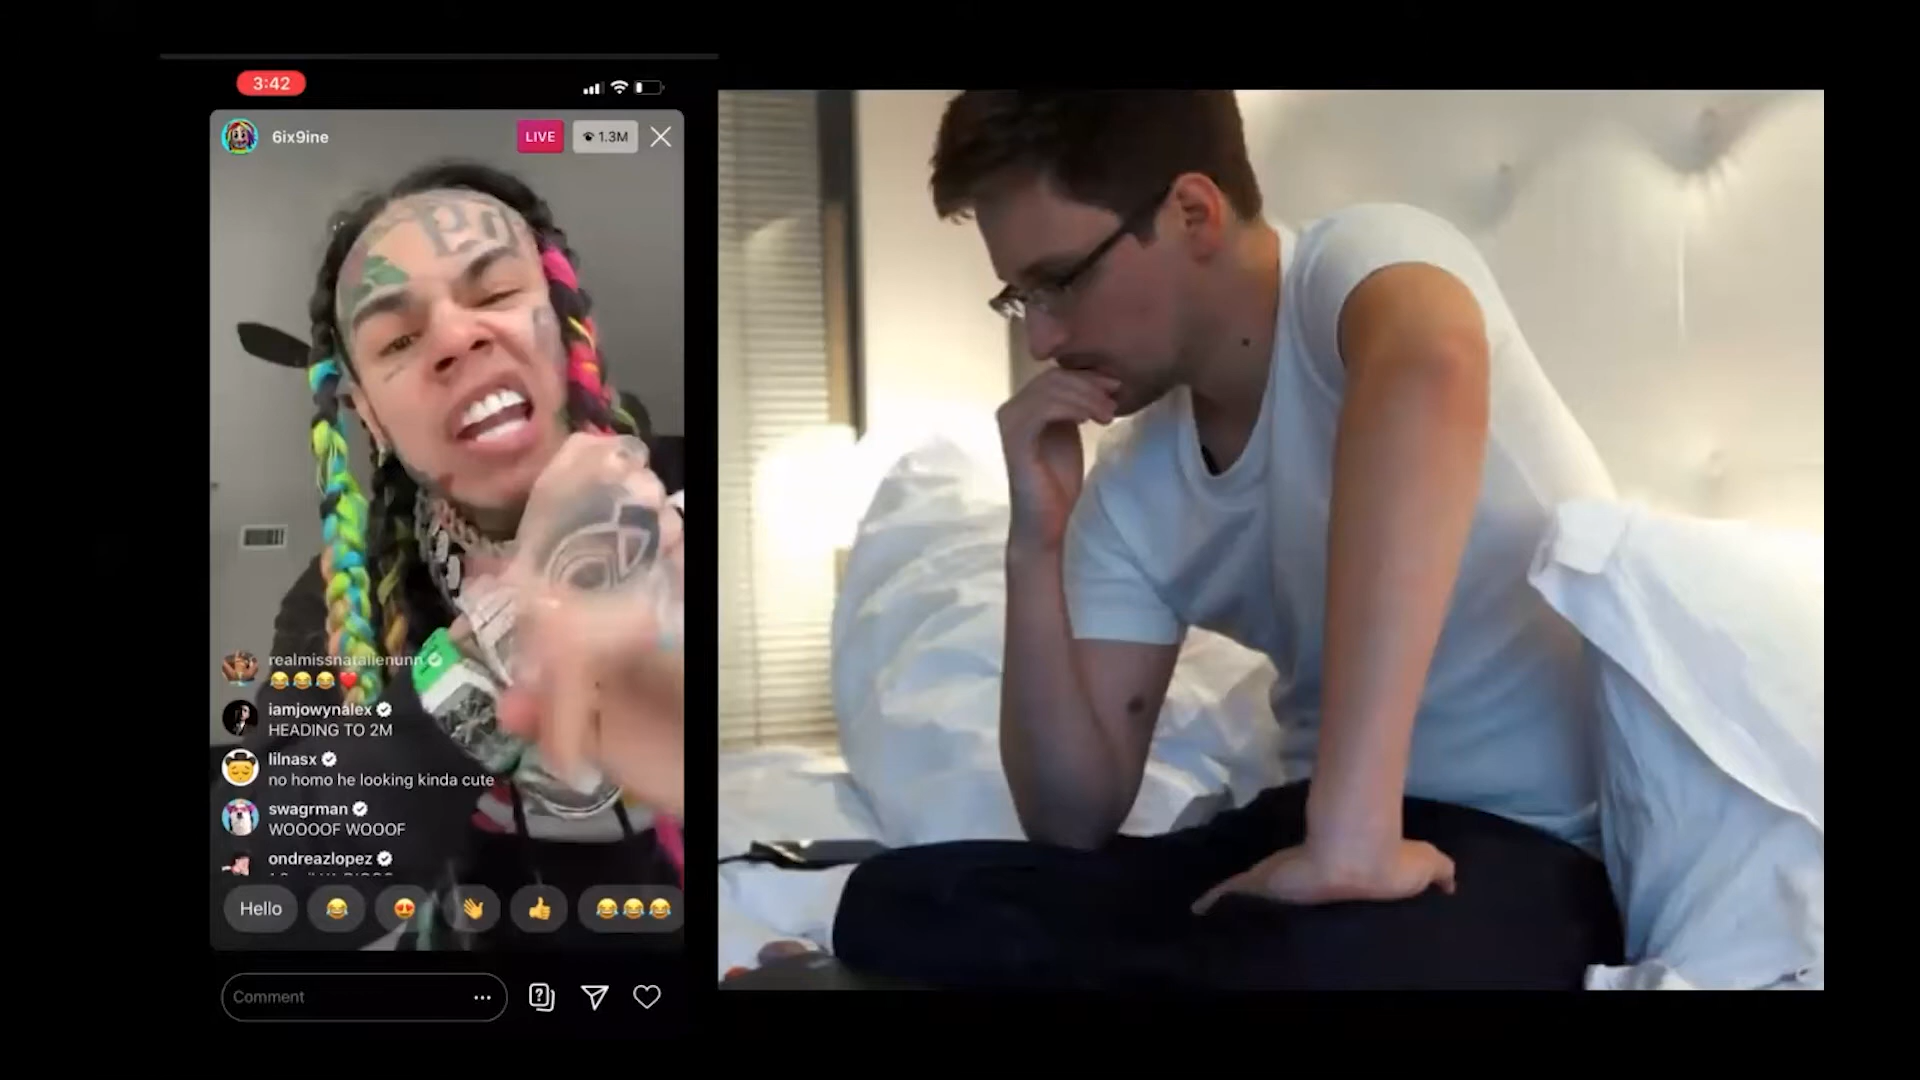 3:42
6ix9ine
LIVE
1.3M
realmissnatalienunn
iamjowynalex
HEADING TO 2M
lilnasx
no homo he looking kinda cute
swagrman
WOOOOF WOOOF
ondreazlopez
Hello
Comment